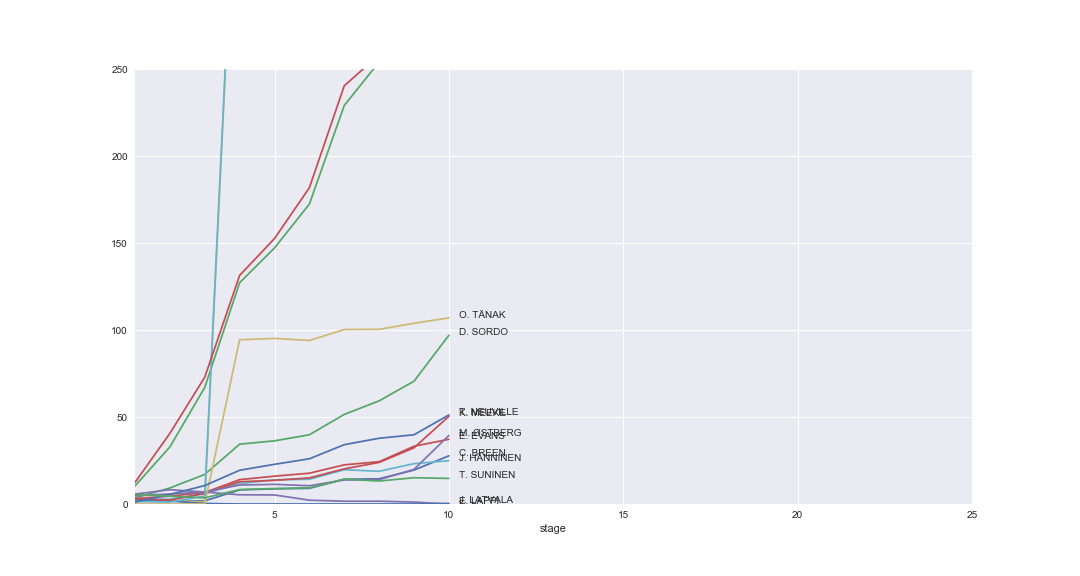 250
200
150
100
50
0
O. TÄNAK
D. SORDO
T. NEUVILLE
K. MEEKE
M. ØSTBERG
E. EVANS
C. BREEN
J. HÄNNINEN
T. SUNINEN
J. LATVALA
E. LAPPI
5
10
15
20
25
stage